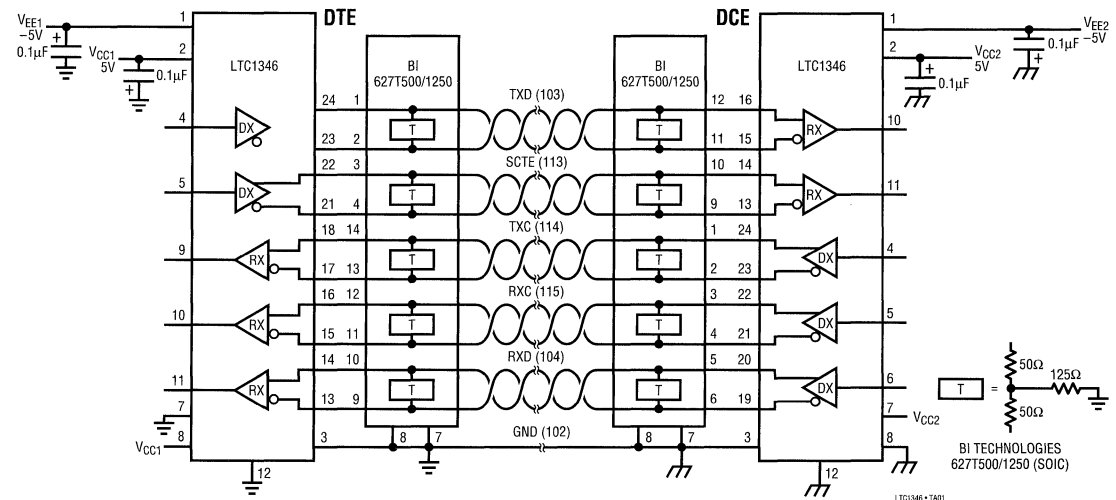 DTE
DCE
VEE1
–5V
0.1µF
+
VCC1
5V
0.1µF
+
1
2
LTC1346
4
DX
5
DX
9
RX
10
RX
11
RX
7
VCC1
8
12
24 1
23 2
22 3
21 4
18 14
17 13
16 12
15 11
14 10
13 9
3
BI
627T500/1250
T
T
T
T
T
8
7
TXD (103)
SCTE (113)
TXC (114)
RXC (115)
RXD (104)
GND (102)
BI
627T500/1250
T
T
T
T
T
8
7
12 16
11 15
10 14
9 13
1 24
2 23
3 22
4 21
5 20
6 19
3
LTC1346
RX
RX
DX
DX
DX
1
VEE2
–5V
+
0.1µF
2
VCC2
5V
+
0.1µF
10
11
4
5
6
7
VCC2
8
12
T =
50Ω
125Ω
50Ω
BI TECHNOLOGIES
627T500/1250 (SOIC)
LTC1346 • TA01